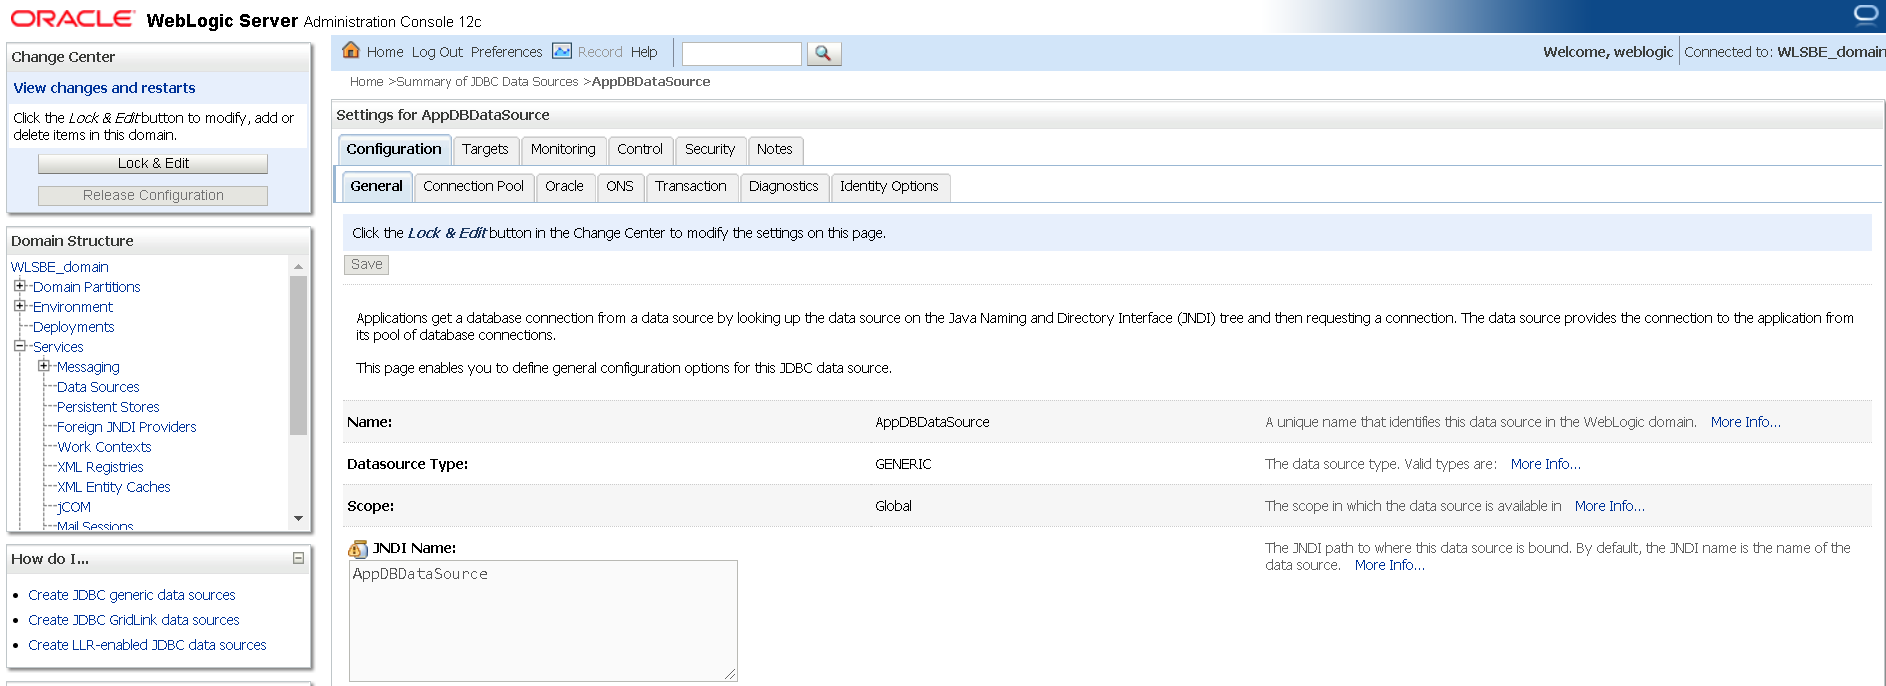 ORACLE WebLogic Server Administration Console 12c
Change Center
View changes and restarts
Click the Lock & Edit button to modify, add or
delete items in this domain.
Lock & Edit
Release Configuration
Domain Structure
WLSBE_domain
Domain Partitions
Environment
Deployments
Services
Messaging
Data Sources
Persistent Stores
Foreign JNDI Providers
Work Contexts
XML Registries
XML Entity Caches
jCOM
Mail Sessions
How do I...
Create JDBC generic data sources
Create JDBC GridLink data sources
Create LLR-enabled JDBC data sources
Home Log Out Preferences Record Help
Welcome, weblogic Connected to: WLSBE_domain
Home >Summary of JDBC Data Sources >AppDBDataSource
Settings for AppDBDataSource
Configuration Targets Monitoring Control Security Notes
General Connection Pool Oracle ONS Transaction Diagnostics Identity Options
Click the Lock & Edit button in the Change Center to modify the settings on this page.
Save
Applications get a database connection from a data source by looking up the data source on the Java Naming and Directory Interface (JNDI) tree and then requesting a connection. The data source provides the connection to the application from
its pool of database connections.
This page enables you to define general configuration options for this JDBC data source.
Name: AppDBDataSource A unique name that identifies this data source in the WebLogic domain. More Info...
Datasource Type: GENERIC The data source type. Valid types are: More Info...
Scope: Global The scope in which the data source is available in More Info...
JNDI Name:
AppDBDataSource
The JNDI path to where this data source is bound. By default, the JNDI name is the name of the
data source. More Info...